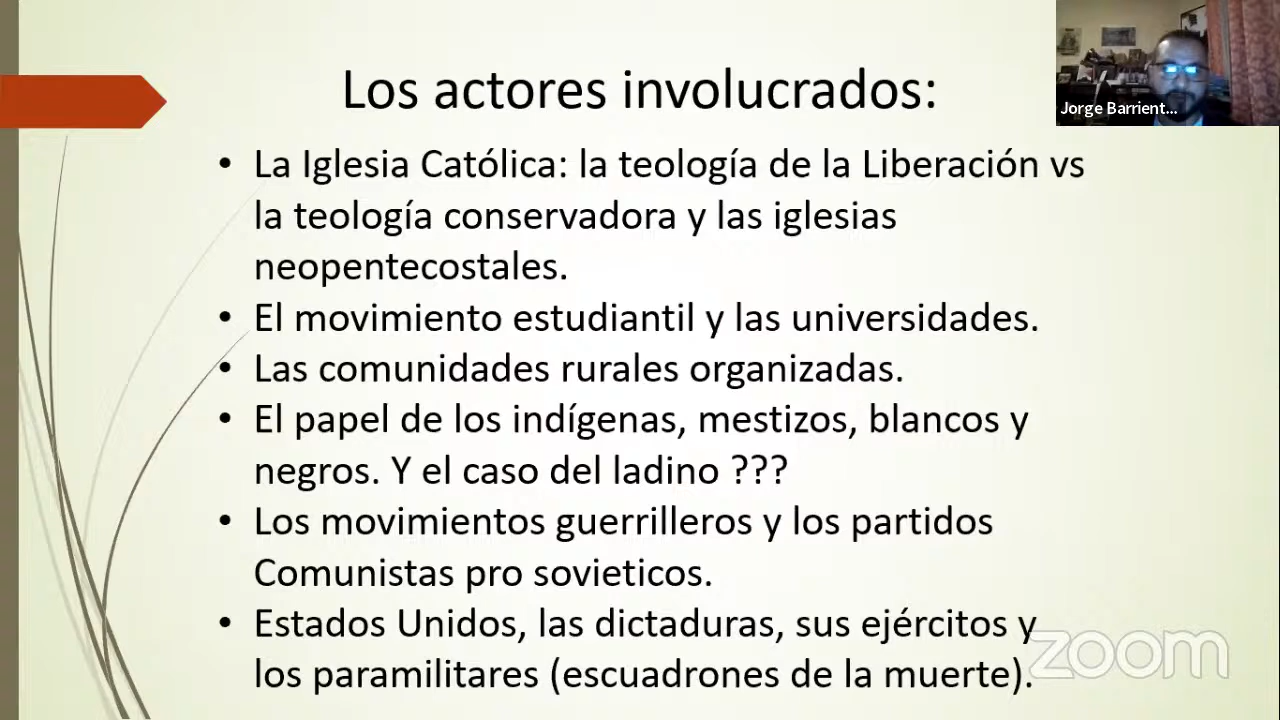 Los actores involucrados:
Jorge Barrient...
• La Iglesia Católica: la teología de la Liberación vs
la teología conservadora y las iglesias
neopentecostales.
• El movimiento estudiantil y las universidades.
• Las comunidades rurales organizadas.
• El papel de los indígenas, mestizos, blancos y
negros. Y el caso del ladino ???
• Los movimientos guerrilleros y los partidos
Comunistas pro sovieticos.
• Estados Unidos, las dictaduras, sus ejércitos y
los paramilitares (escuadrones de la muerte).
zoom